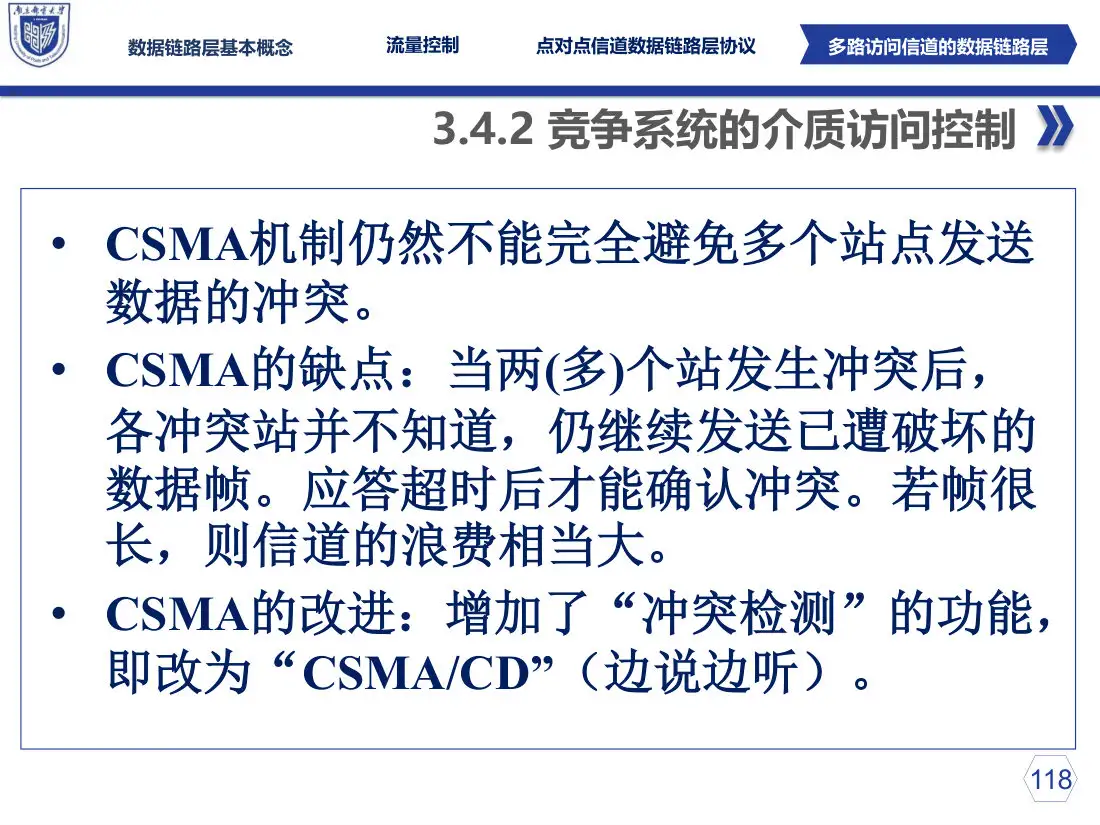 南京邮电大学
数据链路层基本概念
流量控制
点对点信道数据链路层协议
多路访问信道的数据链路层
3.4.2 竞争系统的介质访问控制
• CSMA机制仍然不能完全避免多个站点发送
数据的冲突。
• CSMA的缺点：当两(多)个站发生冲突后，
各冲突站并不知道，仍继续发送已遭破坏的
数据帧。应答超时后才能确认冲突。若帧很
长，则信道的浪费相当大。
• CSMA的改进：增加了“冲突检测”的功能，
即改为“CSMA/CD”（边说边听）。
118